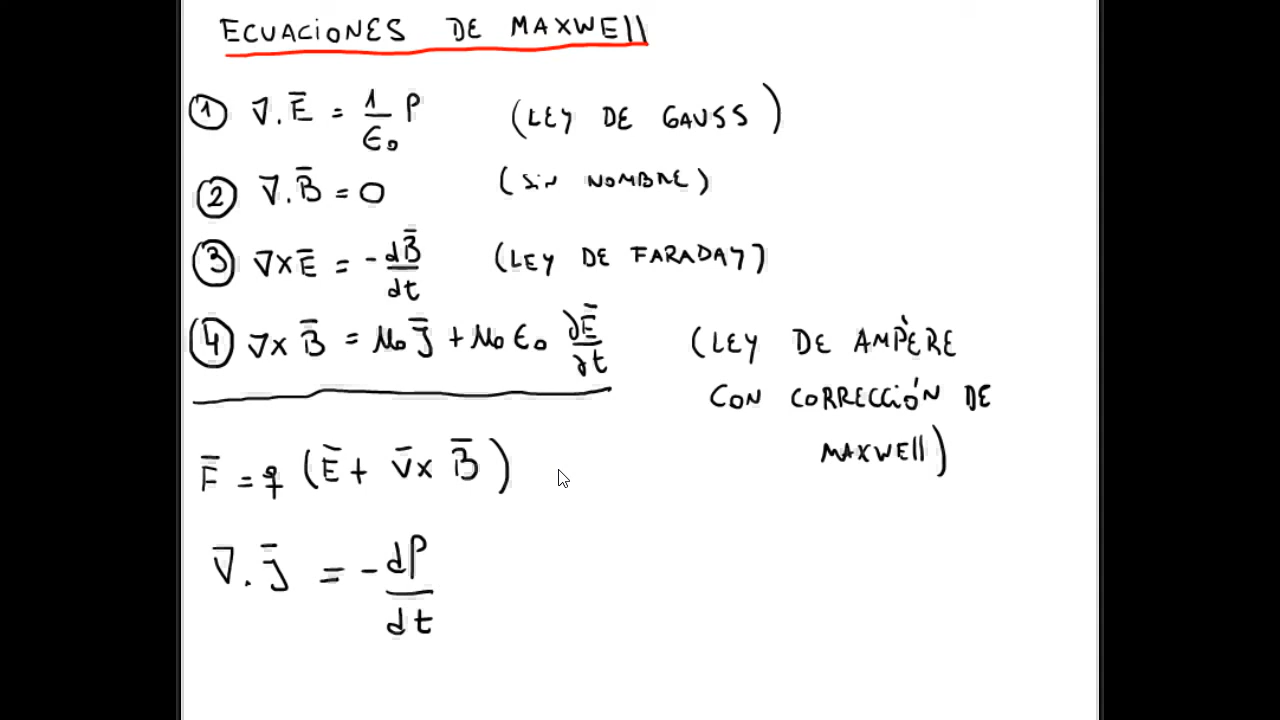 ECUACIONES DE MAXWELL
① ∇.E̅ = 1/ϵ₀ ρ (LEY DE GAUSS)
② ∇.B̅ = 0 (SIN NOMBRE)
③ ∇×E̅ = -dB̅/dt (LEY DE FARADAY)
④ ∇×B̅ = μ₀J̅ + μ₀ϵ₀ ∂E̅/∂t (LEY DE AMPÈRE
CON CORRECCIÓN DE
MAXWELL)
F̅ = q (E̅ + V̅×B̅)
∇.J̅ = -dρ/dt